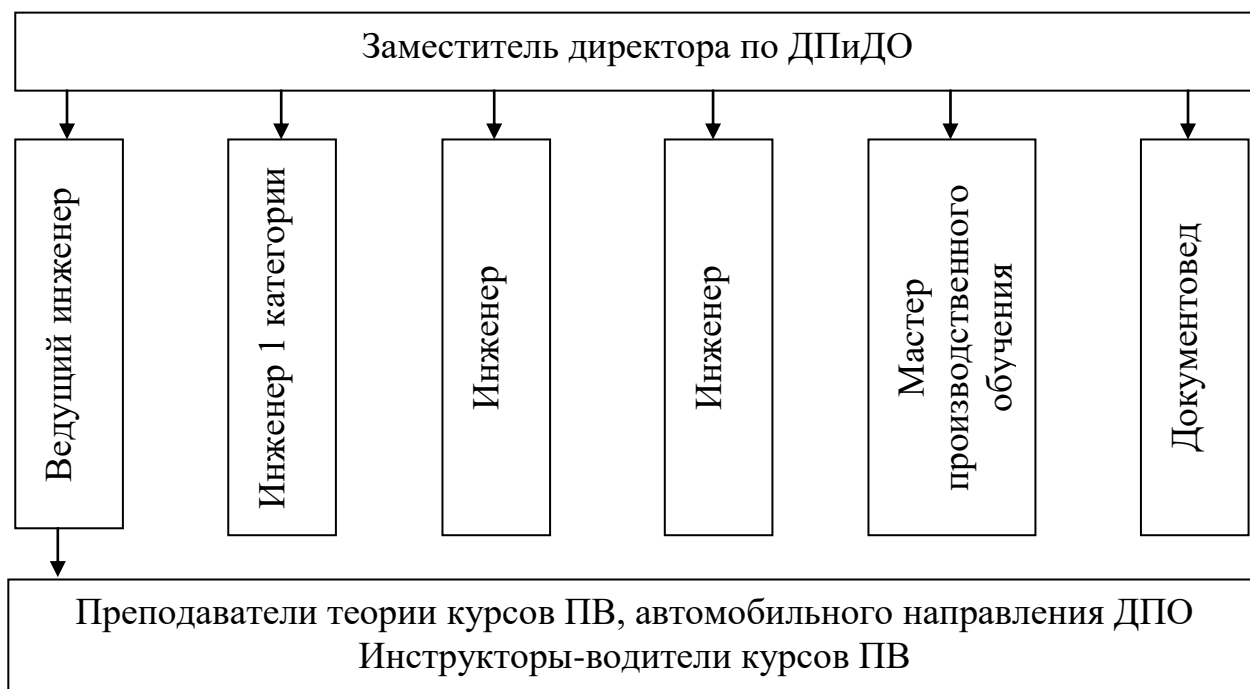 Заместитель директора по ДПиДО
Ведущий инженер
Инженер 1 категории
Инженер
Инженер
Мастер
производственного
обучения
Документовед
Преподаватели теории курсов ПВ, автомобильного направления ДПО
Инструкторы-водители курсов ПВ